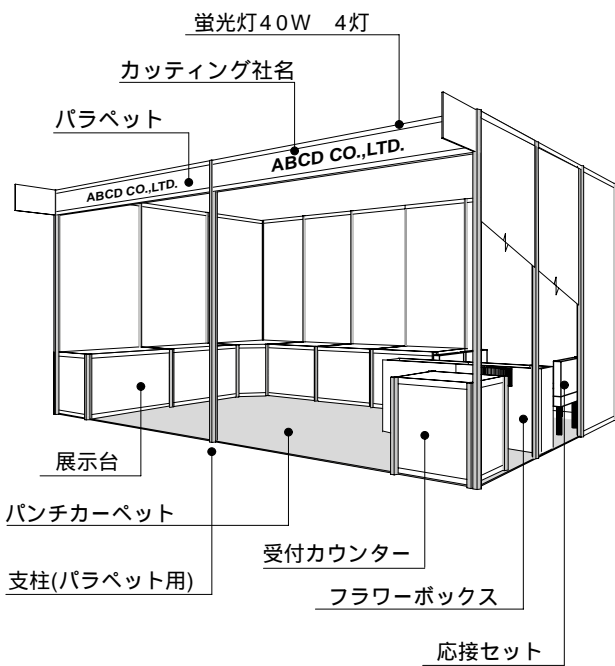 蛍光灯40W　4灯
カッティング社名
パラペット
ABCD CO.,LTD.
ABCD CO.,LTD.
展示台
パンチカーペット
受付カウンター
支柱(パラペット用)
フラワーボックス
応接セット